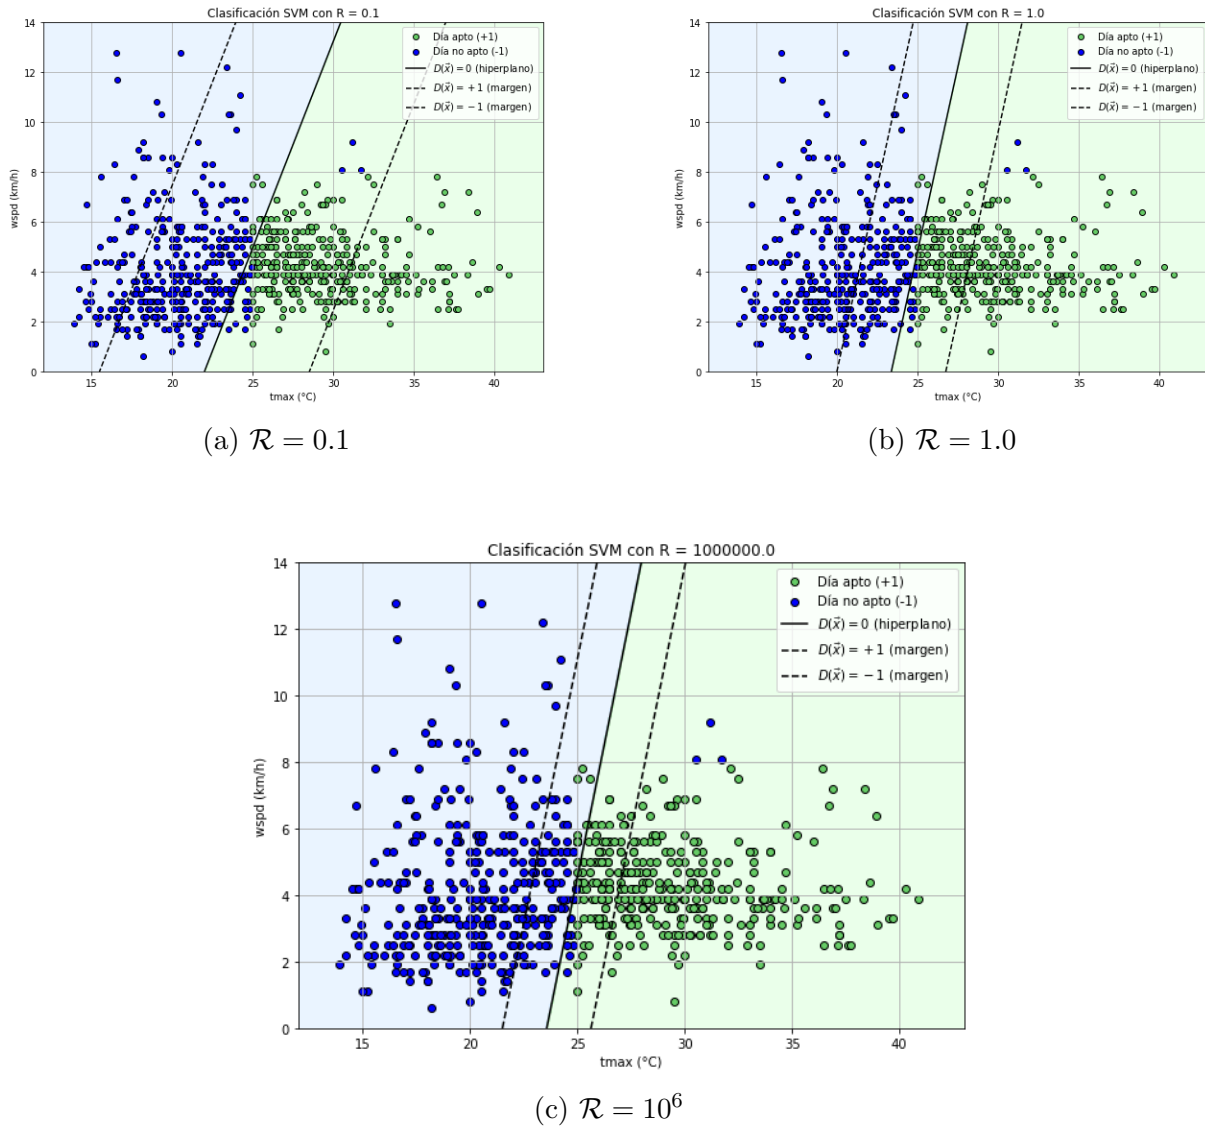 Clasificación SVM con R = 0.1
14
12
10
8
6
4
2
0
wspd (km/h)
Día apto (+1)
Día no apto (-1)
D(x⃗) = 0 (hiperplano)
D(x⃗) = +1 (margen)
D(x⃗) = −1 (margen)
15 20 25 30 35 40
tmax (°C)
(a) ℛ = 0.1
Clasificación SVM con R = 1.0
14
12
10
8
6
4
2
0
wspd (km/h)
Día apto (+1)
Día no apto (-1)
D(x⃗) = 0 (hiperplano)
D(x⃗) = +1 (margen)
D(x⃗) = −1 (margen)
15 20 25 30 35 40
tmax (°C)
(b) ℛ = 1.0
Clasificación SVM con R = 1000000.0
14
12
10
8
6
4
2
0
wspd (km/h)
Día apto (+1)
Día no apto (-1)
D(x⃗) = 0 (hiperplano)
D(x⃗) = +1 (margen)
D(x⃗) = −1 (margen)
15 20 25 30 35 40
tmax (°C)
(c) ℛ = 10⁶